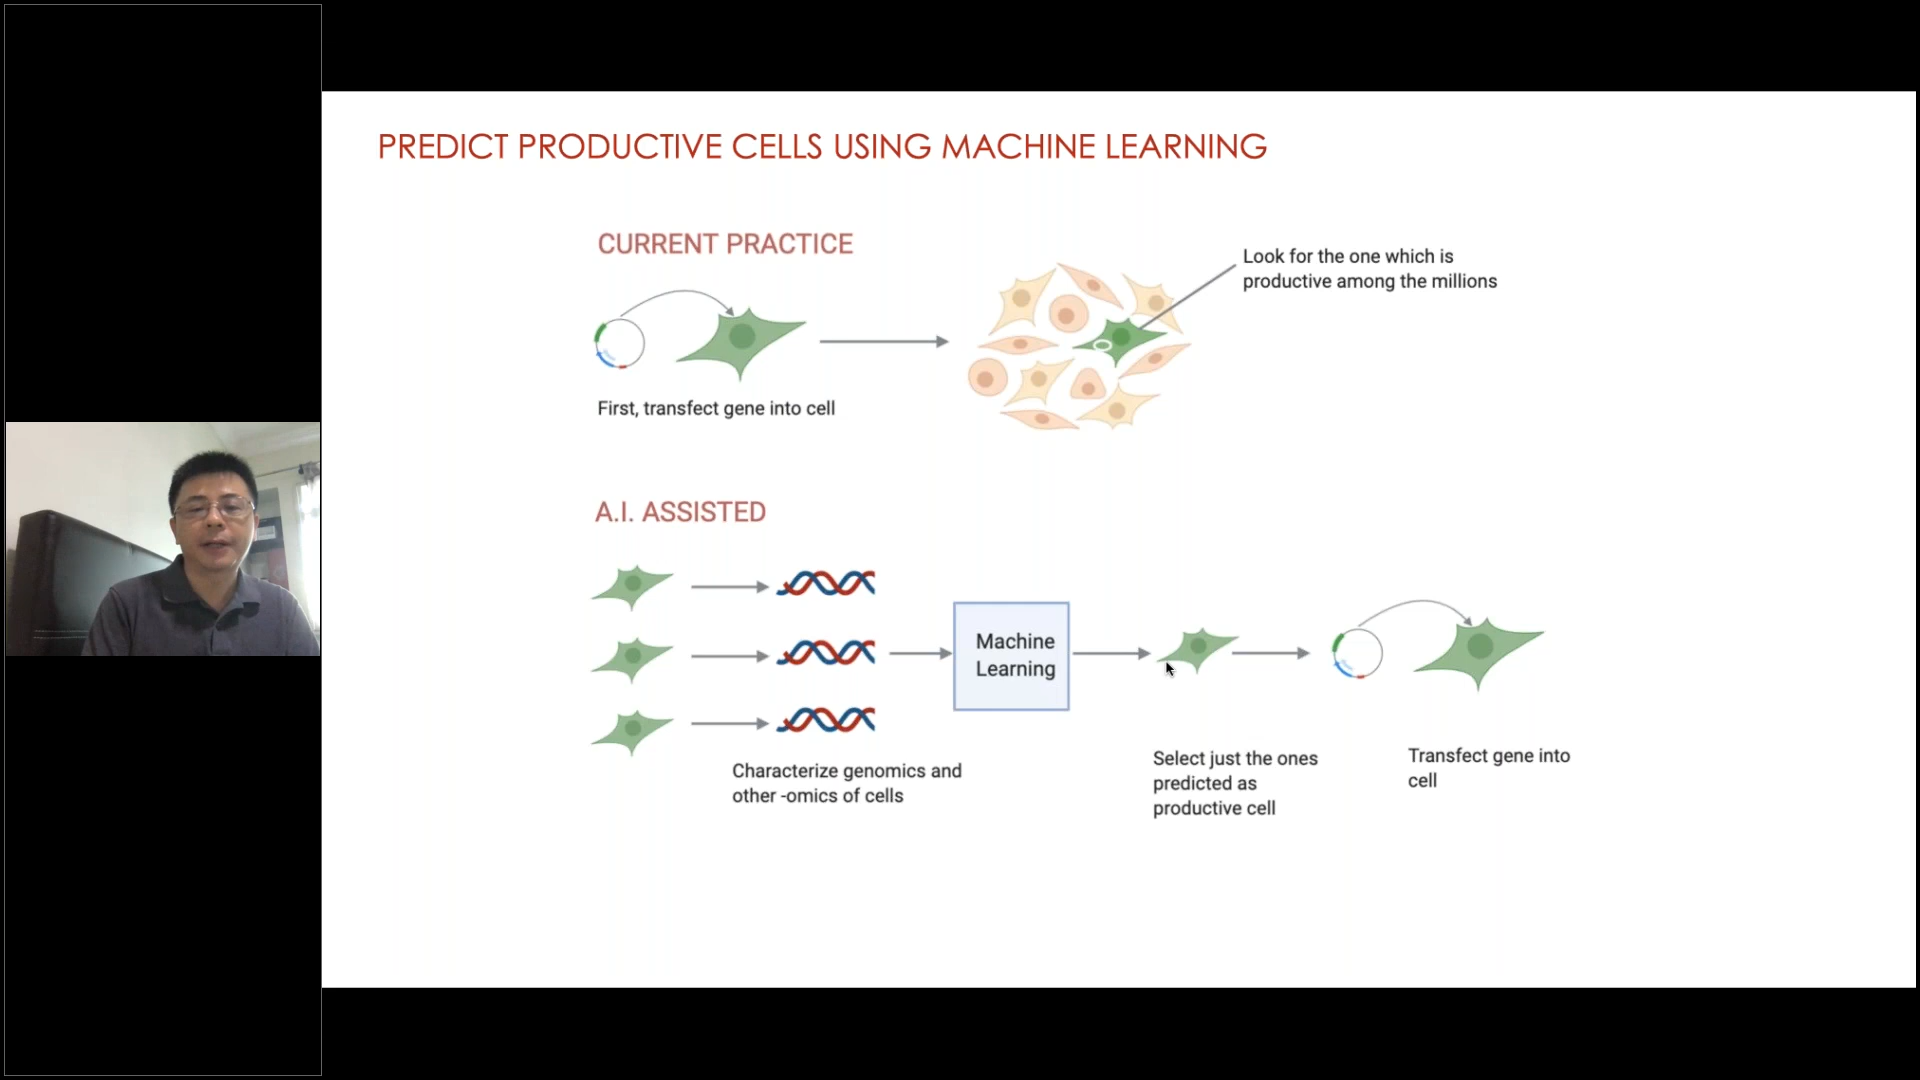 PREDICT PRODUCTIVE CELLS USING MACHINE LEARNING
CURRENT PRACTICE
Look for the one which is
productive among the millions
First, transfect gene into cell
A.I. ASSISTED
Machine
Learning
Characterize genomics and
other -omics of cells
Select just the ones
predicted as
productive cell
Transfect gene into
cell